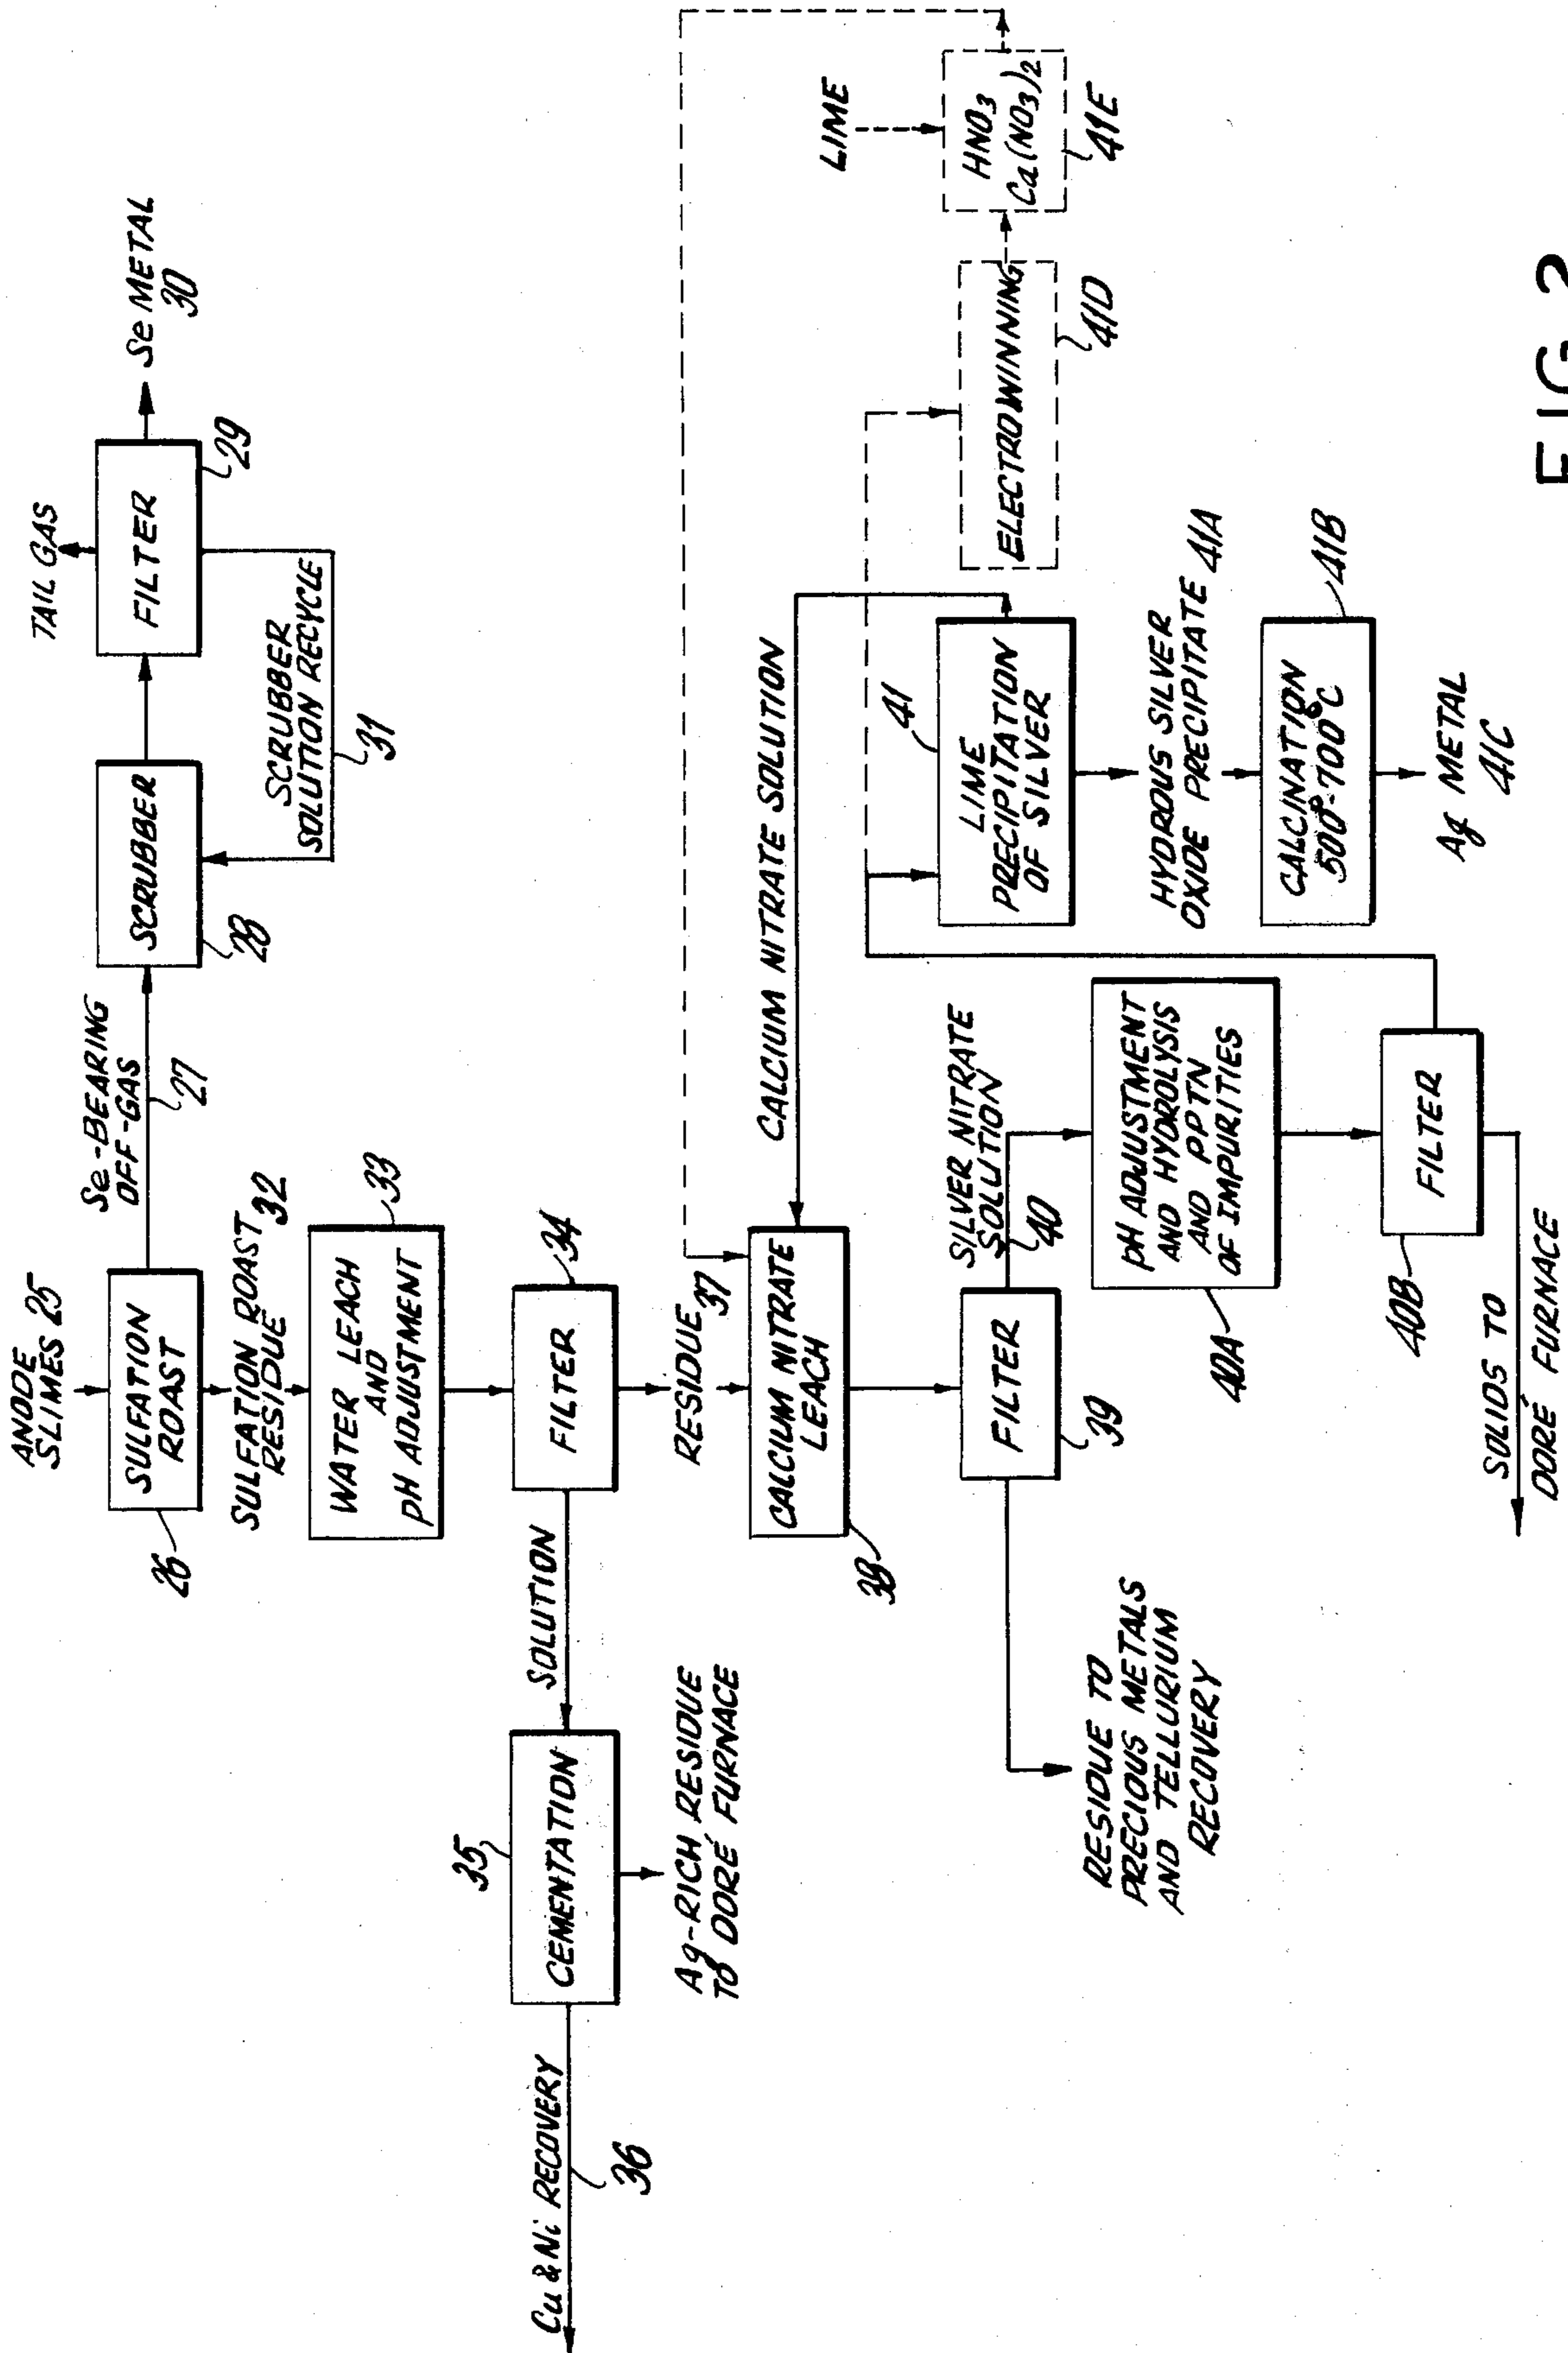 ANODE
SLIMES 25
SULFATION
ROAST
26
Se-BEARING
OFF-GAS
27
SCRUBBER
28
TAIL GAS
FILTER
29
Se METAL
30
SCRUBBER
SOLUTION RECYCLE
31
SULFATION ROAST
RESIDUE 32
WATER LEACH
AND
pH ADJUSTMENT
33
FILTER
34
SOLUTION
35
CEMENTATION
Cu & Ni RECOVERY
36
Ag-RICH RESIDUE
TO DORÉ FURNACE
RESIDUE 37
CALCIUM NITRATE
LEACH
38
CALCIUM NITRATE SOLUTION
FILTER
39
RESIDUE TO
PRECIOUS METALS
AND TELLURIUM
RECOVERY
SILVER NITRATE
SOLUTION
40
pH ADJUSTMENT
AND HYDROLYSIS
AND PPTN
OF IMPURITIES
40A
FILTER
40B
SOLIDS TO
DORÉ FURNACE
41
LIME
PRECIPITATION
OF SILVER
HYDROUS SILVER
OXIDE PRECIPITATE 41A
CALCINATION
500°-700°C
41B
Ag METAL
41C
ELECTROWINNING
41D
LIME
HNO3
Ca(NO3)2
41E
FIG. 2